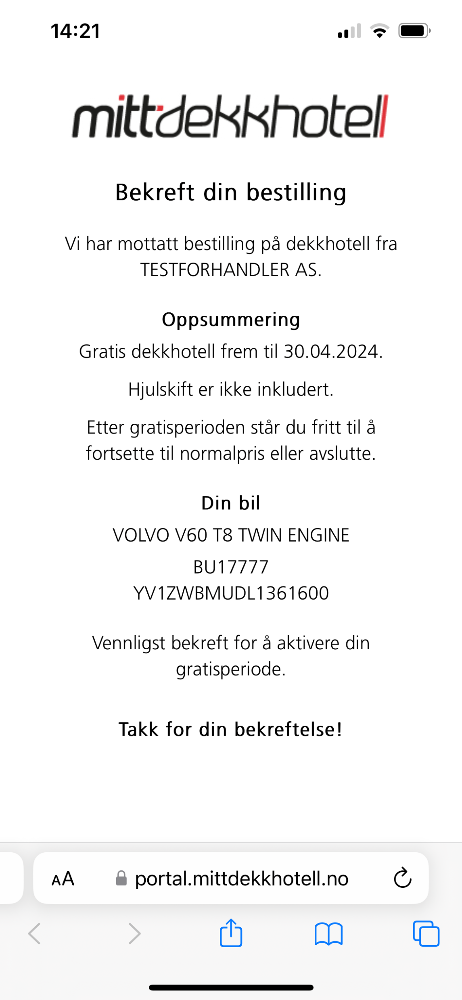 14:21
mittdekkhotell
Bekreft din bestilling
Vi har mottatt bestilling på dekkhotell fra
TESTFORHANDLER AS.
Oppsummering
Gratis dekkhotell frem til 30.04.2024.
Hjulskift er ikke inkludert.
Etter gratisperioden står du fritt til å
fortsette til normalpris eller avslutte.
Din bil
VOLVO V60 T8 TWIN ENGINE
BU17777
YV1ZWBMUDL1361600
Vennligst bekreft for å aktivere din
gratisperiode.
Takk for din bekreftelse!
AA portal.mittdekkhotell.no